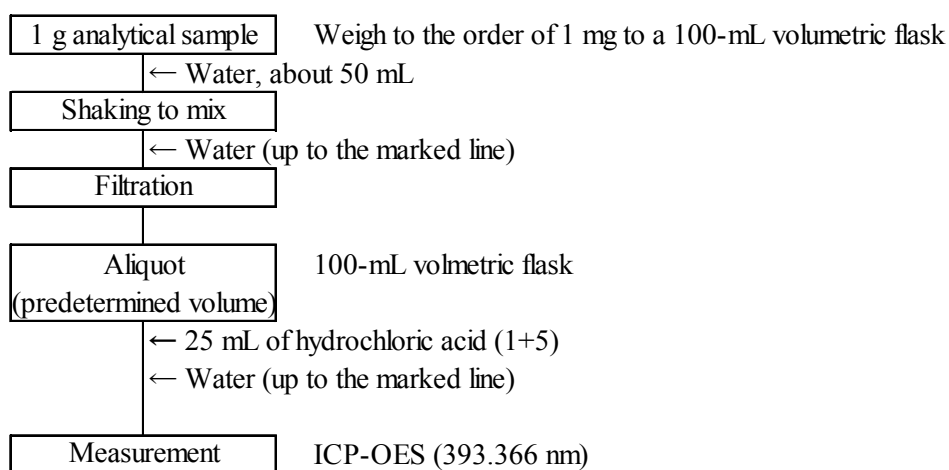 1 g analytical sample Weigh to the order of 1 mg to a 100-mL volumetric flask
← Water, about 50 mL
Shaking to mix
← Water (up to the marked line)
Filtration
Aliquot 100-mL volmetric flask
(predetermined volume)
← 25 mL of hydrochloric acid (1+5)
← Water (up to the marked line)
Measurement ICP-OES (393.366 nm)